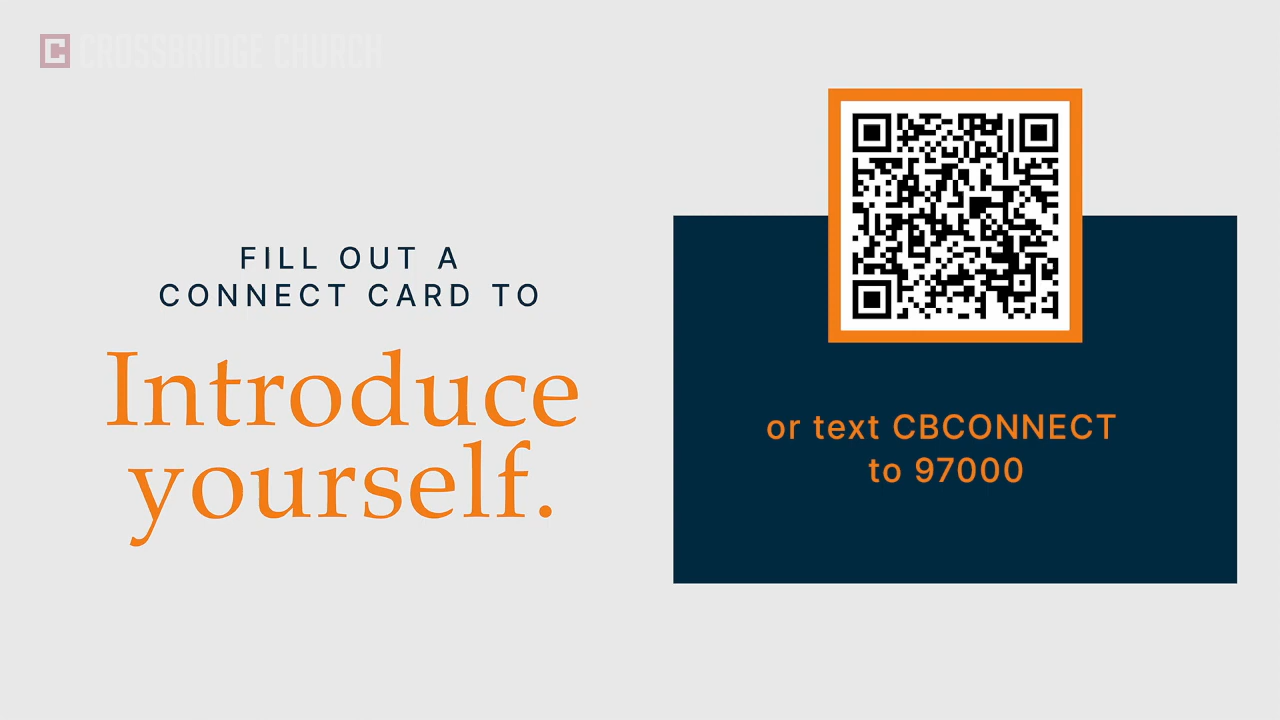 CROSSBRIDGE CHURCH
FILL OUT A
CONNECT CARD TO
Introduce
yourself.
or text CBCONNECT
to 97000